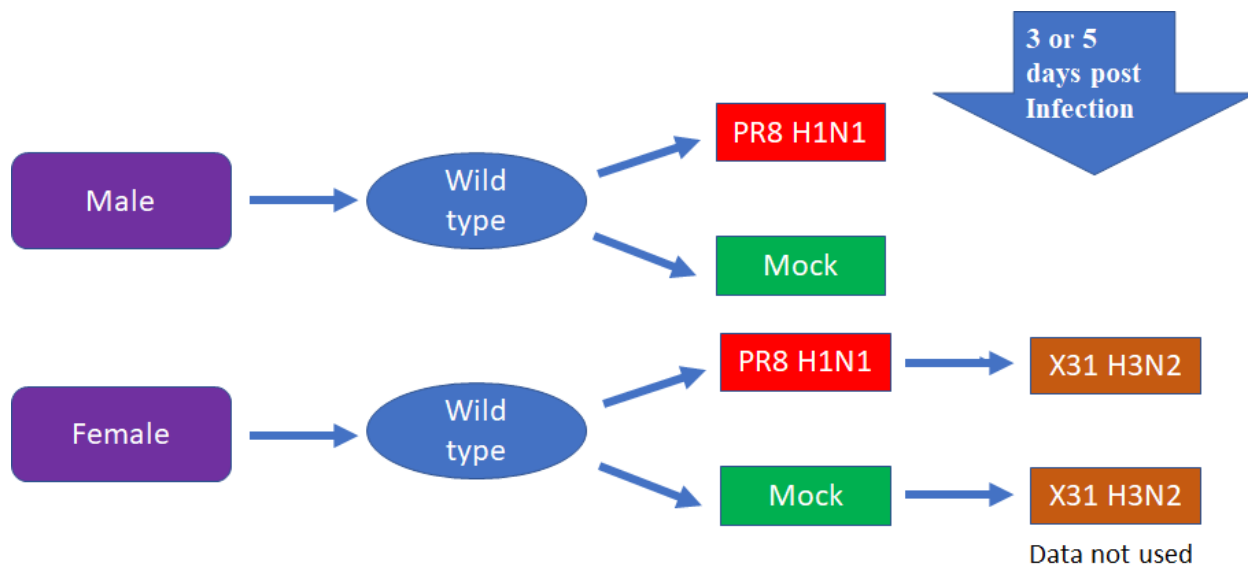 3 or 5
days post
Infection
PR8 H1N1
Male
Wild
type
Mock
PR8 H1N1
X31 H3N2
Female
Wild
type
Mock
X31 H3N2
Data not used